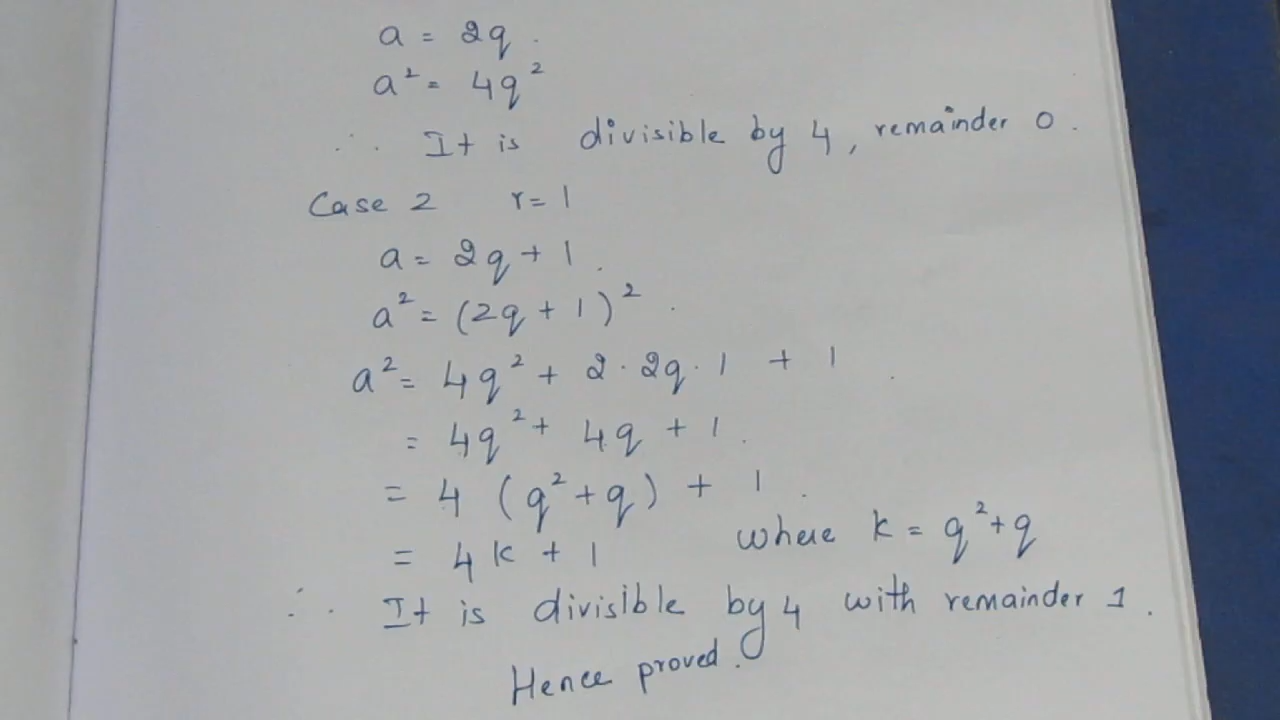 a = 2q.
a² = 4q²
∴ It is divisible by 4, remainder 0.
Case 2 r = 1
a = 2q + 1.
a² = (2q + 1)².
a² = 4q² + 2 · 2q · 1 + 1
= 4q² + 4q + 1.
= 4 (q² + q) + 1.
= 4k + 1 where k = q² + q
∴ It is divisible by 4 with remainder 1.
Hence proved.